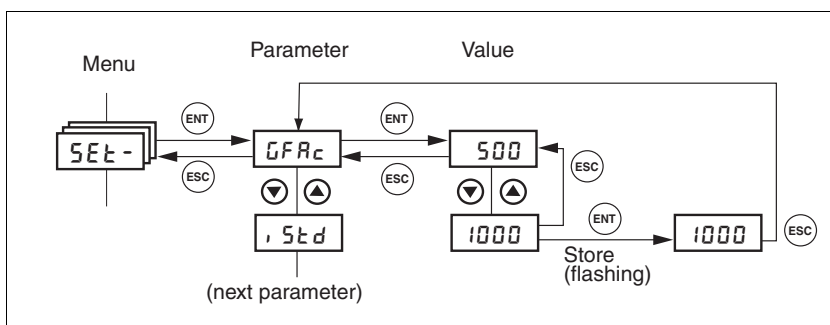 Parameter Value
Menu
ENT ENT
SEt- GFAc 500
ESC ESC ESC
ENT
iStd 1000 1000 ESC
Store
(flashing)
(next parameter)